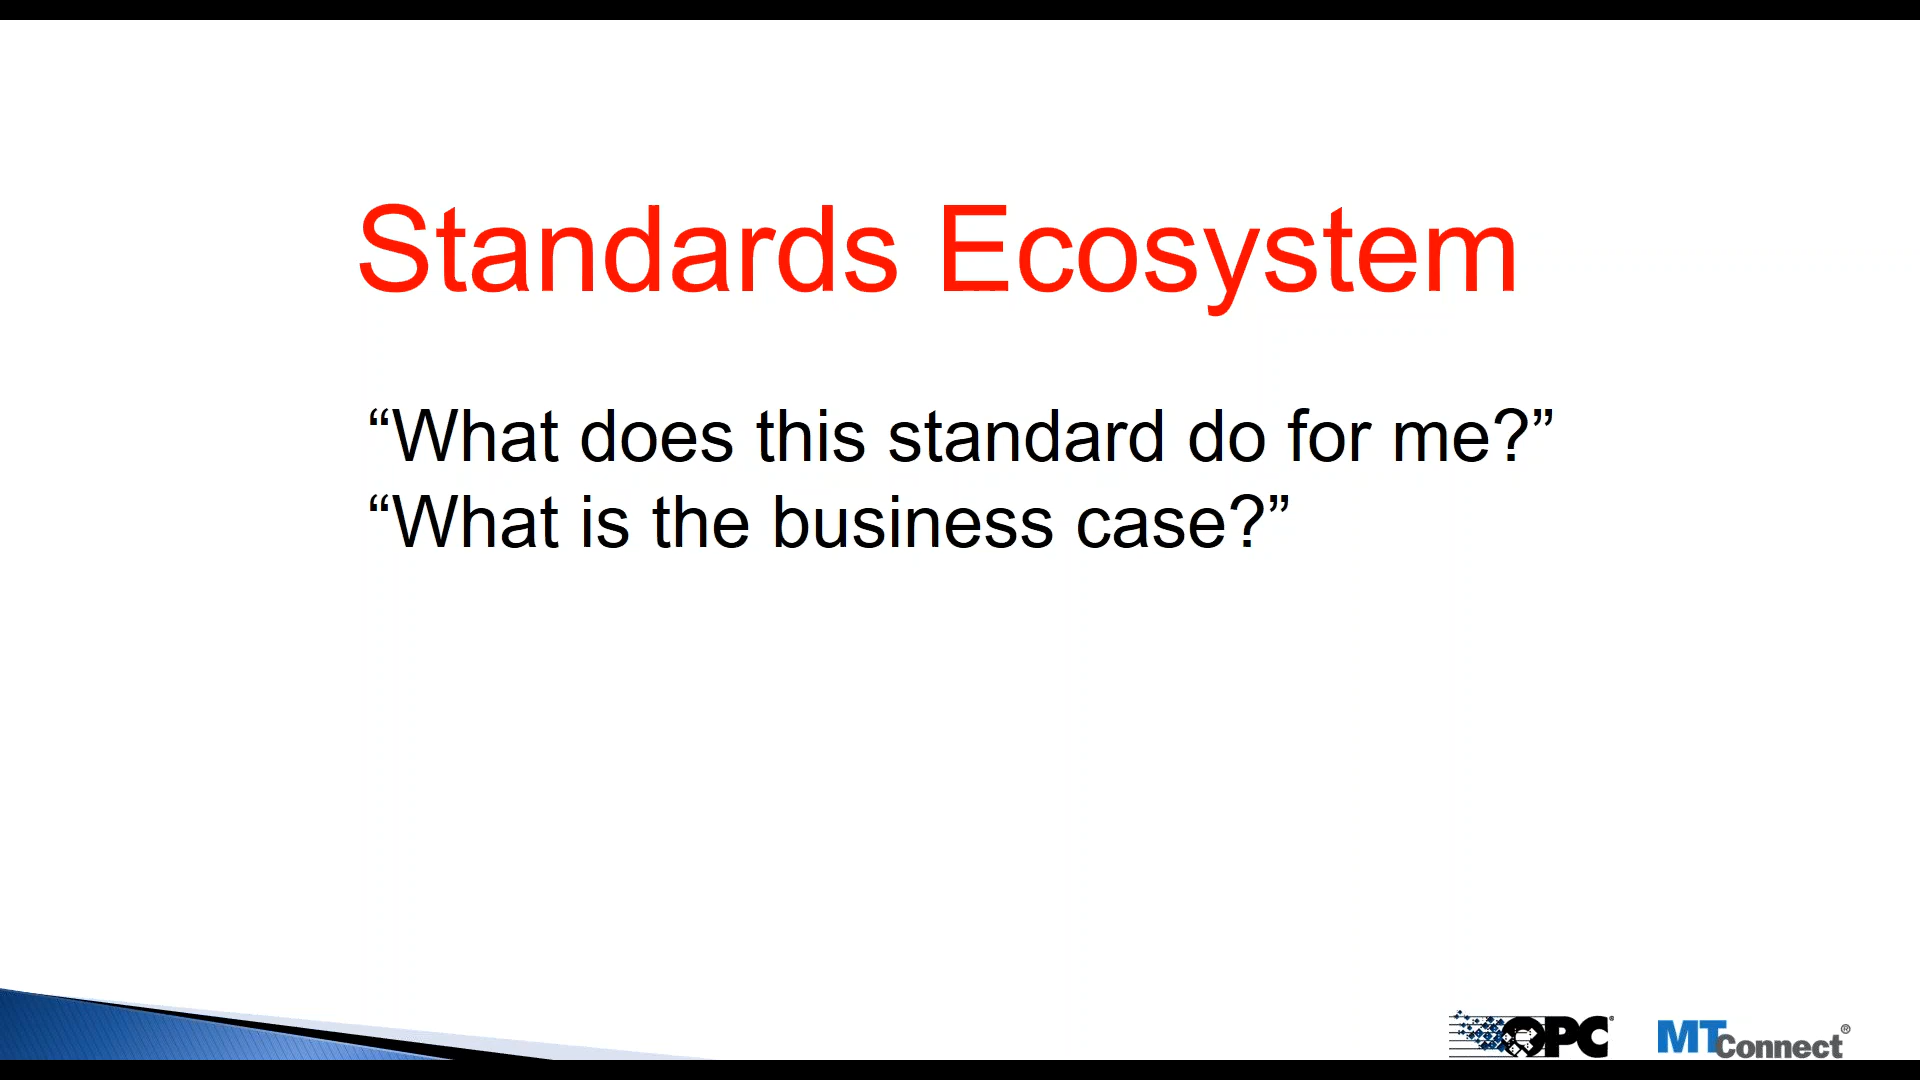 Standards Ecosystem
“What does this standard do for me?”
“What is the business case?”
OPC
MTConnect®